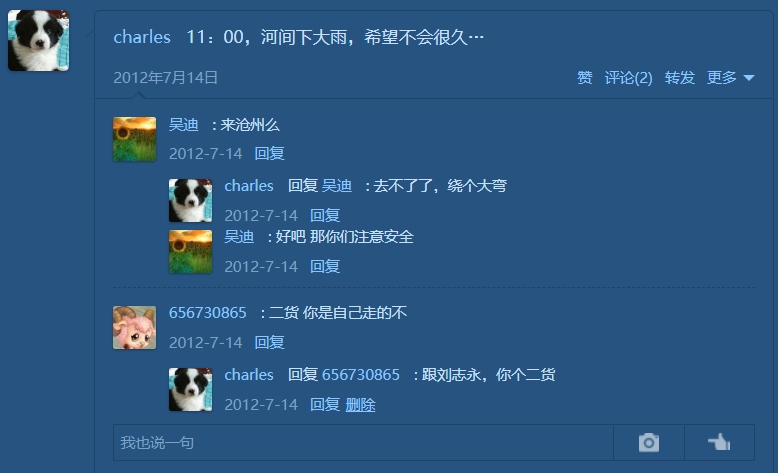 charles 11：00，河间下大雨，希望不会很久…
2012年7月14日 赞 评论(2) 转发 更多
吴迪 : 来沧州么
2012-7-14 回复
charles 回复 吴迪 : 去不了了，绕个大弯
2012-7-14 回复
吴迪 : 好吧 那你们注意安全
2012-7-14 回复
656730865 : 二货 你是自己走的不
2012-7-14 回复
charles 回复 656730865 : 跟刘志永，你个二货
2012-7-14 回复 删除
我也说一句